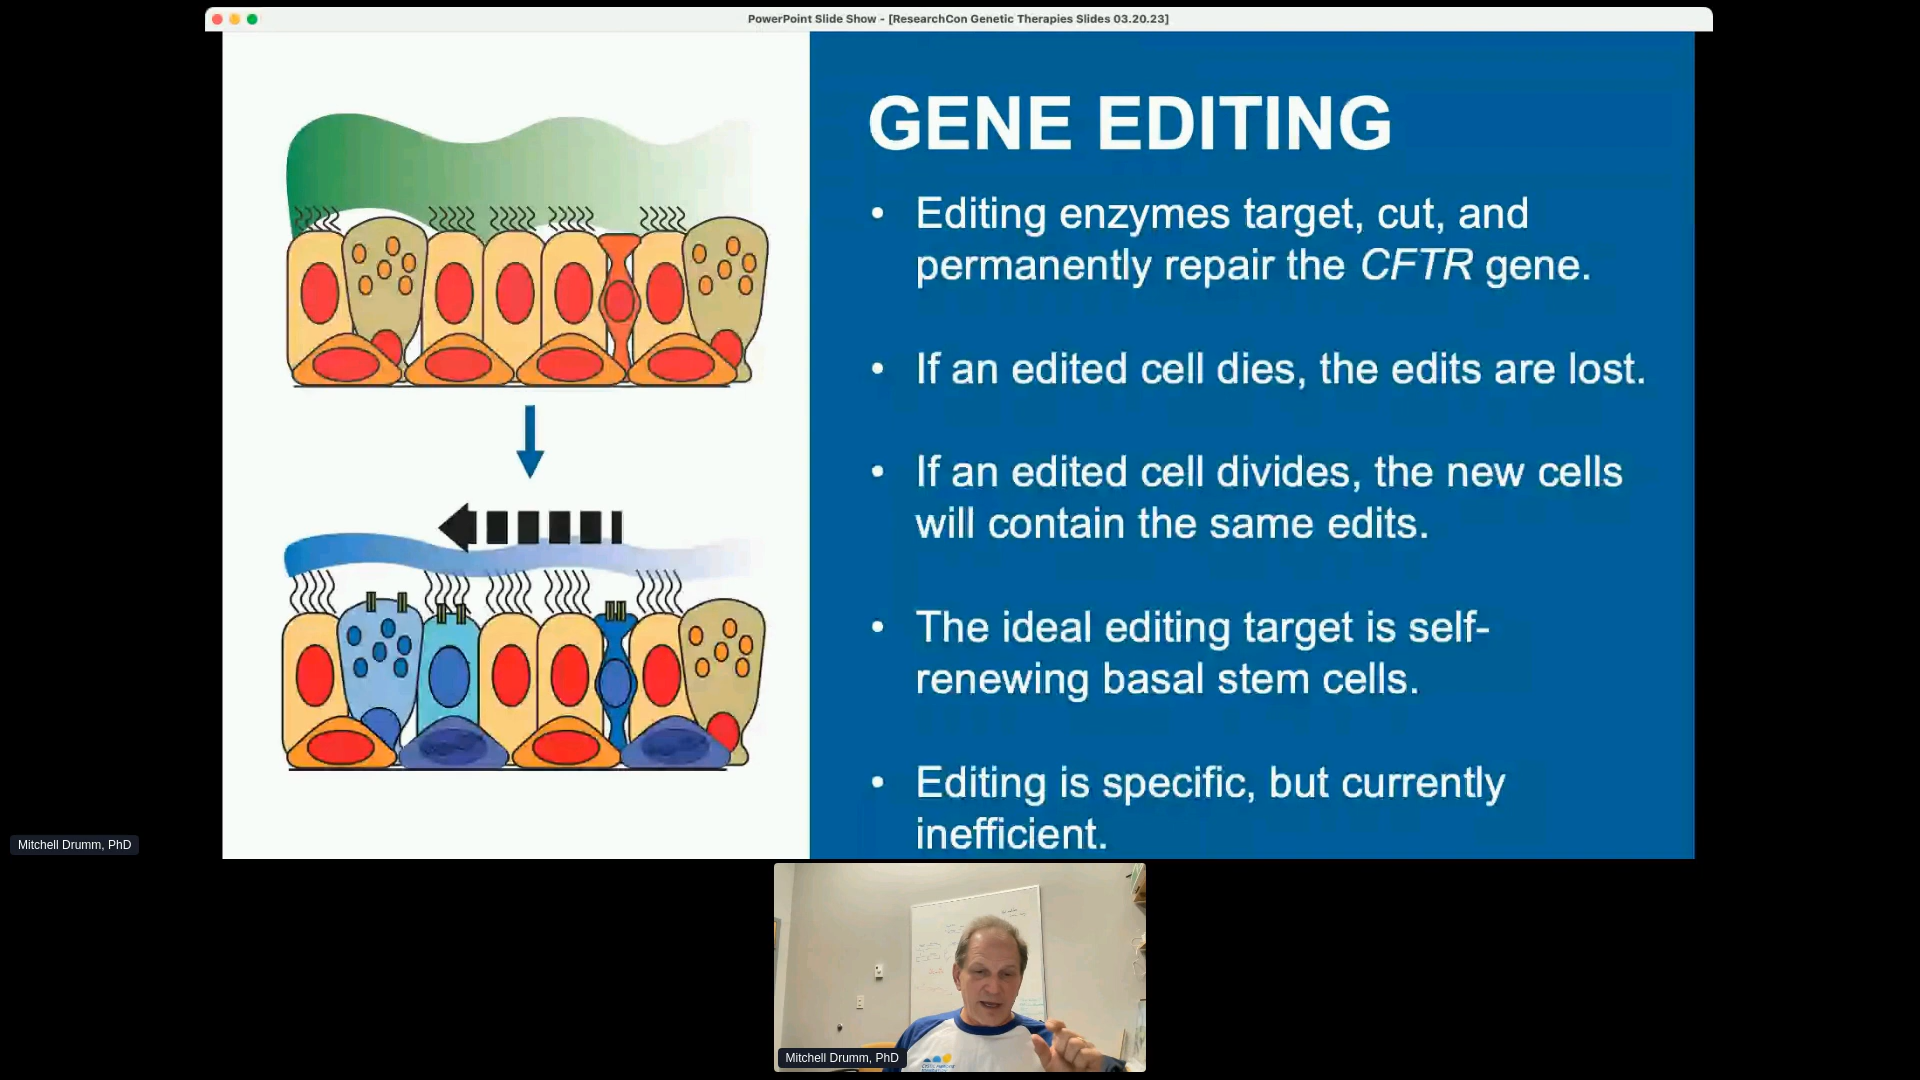 PowerPoint Slide Show - [ResearchCon Genetic Therapies Slides 03.20.23]
GENE EDITING
• Editing enzymes target, cut, and
permanently repair the CFTR gene.
• If an edited cell dies, the edits are lost.
• If an edited cell divides, the new cells
will contain the same edits.
• The ideal editing target is self-
renewing basal stem cells.
• Editing is specific, but currently
inefficient.
Mitchell Drumm, PhD
Mitchell Drumm, PhD